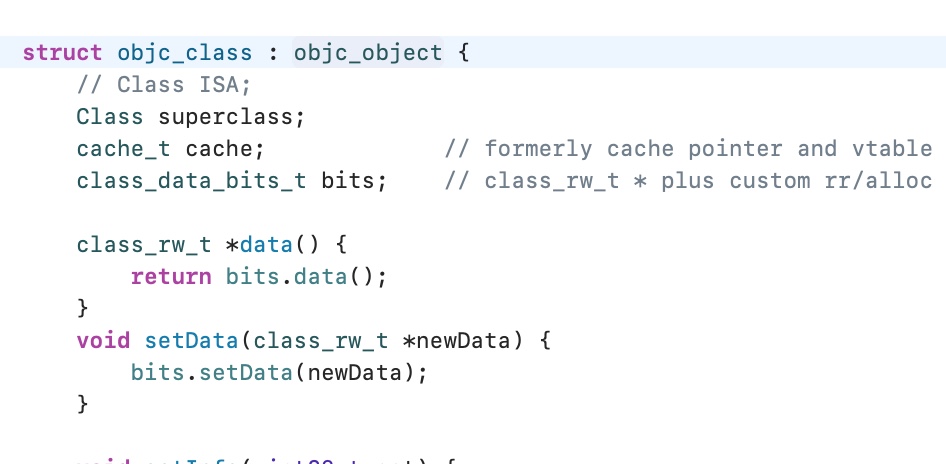 struct objc_class : objc_object {
// Class ISA;
Class superclass;
cache_t cache; // formerly cache pointer and vtable
class_data_bits_t bits; // class_rw_t * plus custom rr/alloc
class_rw_t *data() {
return bits.data();
}
void setData(class_rw_t *newData) {
bits.setData(newData);
}